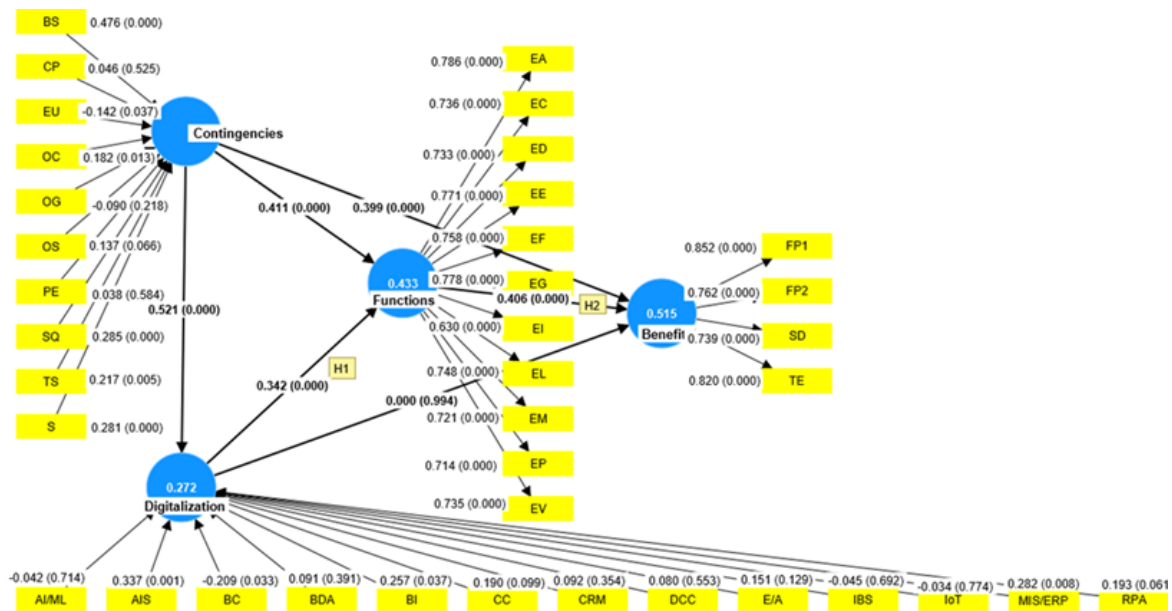 BS 0.476 (0.000)
CP 0.046 (0.525)
EU -0.142 (0.037)
OC 0.182 (0.013)
OG
-0.090 (0.218)
OS 0.137 (0.066)
PE 0.038 (0.584)
SQ 0.285 (0.000)
TS 0.217 (0.005)
S 0.281 (0.000)
Contingencies
0.411 (0.000)
0.399 (0.000)
0.521 (0.000)
0.433
Functions
0.406 (0.000)
H2
H1
0.342 (0.000)
0.000 (0.994)
0.786 (0.000) EA
0.736 (0.000) EC
0.733 (0.000) ED
0.771 (0.000) EE
0.758 (0.000) EF
0.778 (0.000) EG
0.630 (0.000) EI
0.748 (0.000) EL
0.721 (0.000) EM
0.714 (0.000) EP
0.735 (0.000) EV
0.515
Benefit
0.852 (0.000) FP1
0.762 (0.000) FP2
0.739 (0.000) SD
0.820 (0.000) TE
0.272
Digitalization
-0.042 (0.714) 0.337 (0.001) -0.209 (0.033) 0.091 (0.391) 0.257 (0.037) 0.190 (0.099) 0.092 (0.354) 0.080 (0.553) 0.151 (0.129) -0.045 (0.692) -0.034 (0.774) 0.282 (0.008) 0.193 (0.061
AI/ML AIS BC BDA BI CC CRM DCC E/A IBS IoT MIS/ERP RPA